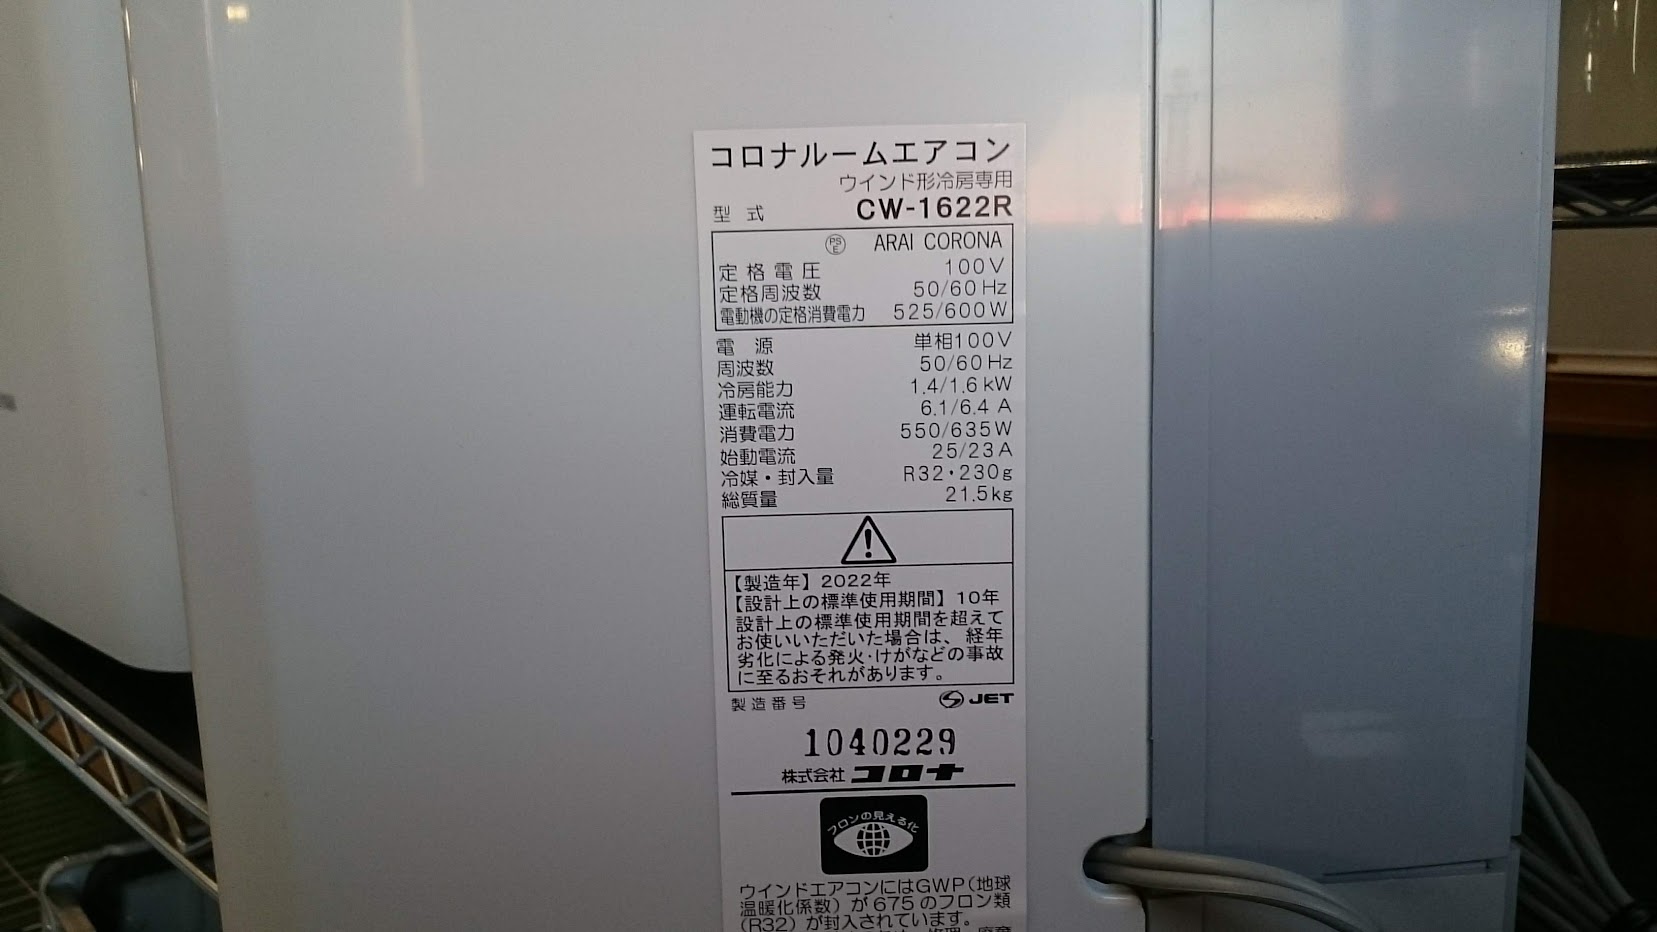 コロナルームエアコン
ウインド形冷房専用
型式 CW-1622R
PS E ARAI CORONA
定格電圧 100V
定格周波数 50/60Hz
電動機の定格消費電力 525/600W
電源 単相100V
周波数 50/60Hz
冷房能力 1.4/1.6kW
運転電流 6.1/6.4A
消費電力 550/635W
始動電流 25/23A
冷媒・封入量 R32・230g
総質量 21.5kg
【製造年】2022年
【設計上の標準使用期間】10年
設計上の標準使用期間を超えて
お使いいただいた場合は、経年
劣化による発火・けがなどの事故
に至るおそれがあります。
製造番号 S JET
1040229
株式会社 コロナ
フロンの見える化
ウインドエアコンにはGWP(地球
温暖化係数)が675のフロン類
(R32)が封入されています。